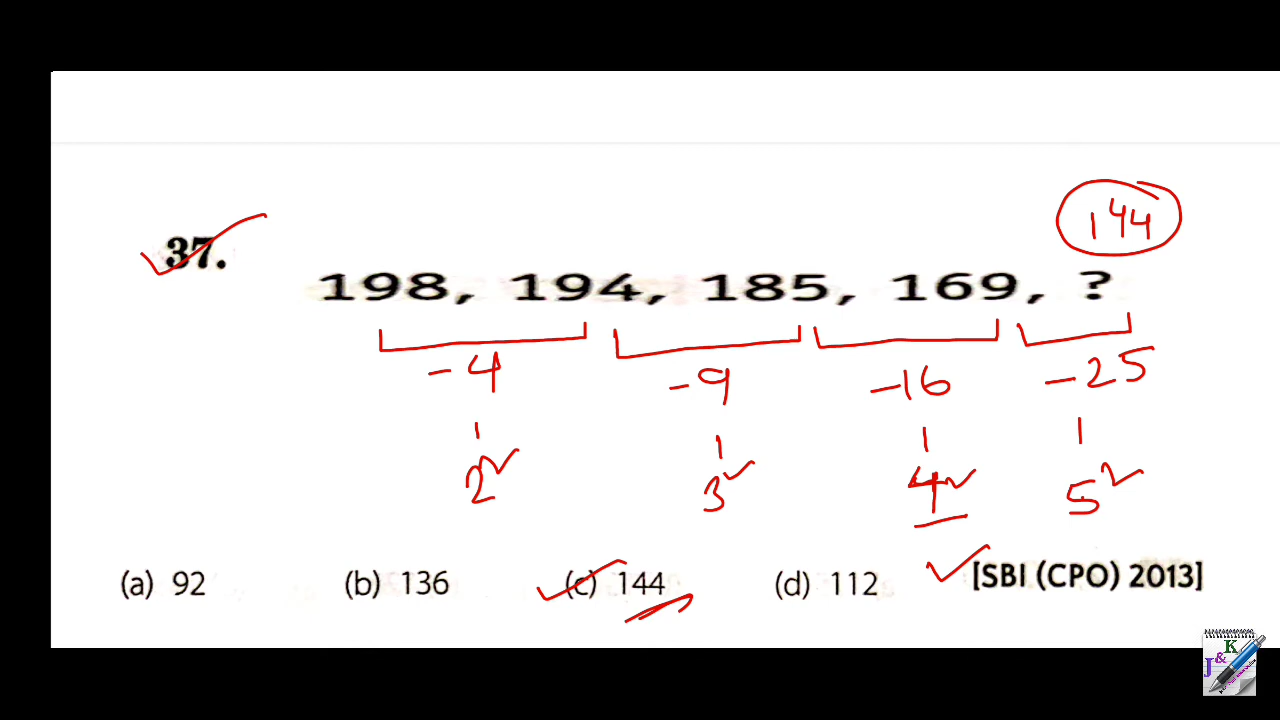 144
37.
198, 194, 185, 169, ?
-4 -9 -16 -25
2² 3² 4² 5²
(a) 92 (b) 136 (c) 144 (d) 112 [SBI (CPO) 2013]
J&K